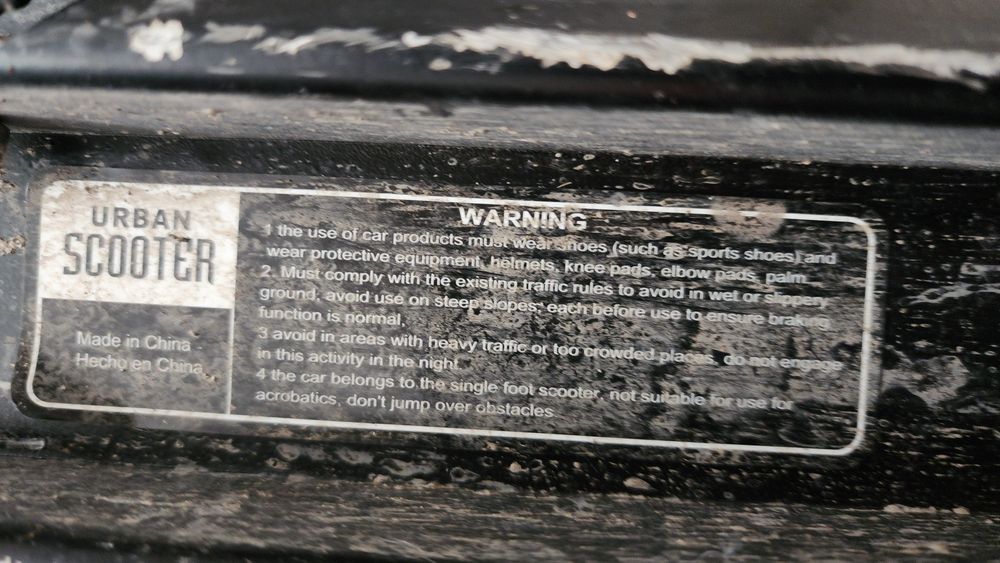 URBAN
SCOOTER
Made in China
Hecho en China
WARNING
1 the use of car products must wear shoes (such as sports shoes) and
wear protective equipment, helmets, knee pads, elbow pads, palm.
2. Must comply with the existing traffic rules to avoid in wet or slippery
ground, avoid use on steep slopes; each before use to ensure braking
function is normal,
3 avoid in areas with heavy traffic or too crowded places, do not engage
in this activity in the night.
4 the car belongs to the single foot scooter, not suitable for use for
acrobatics, don't jump over obstacles